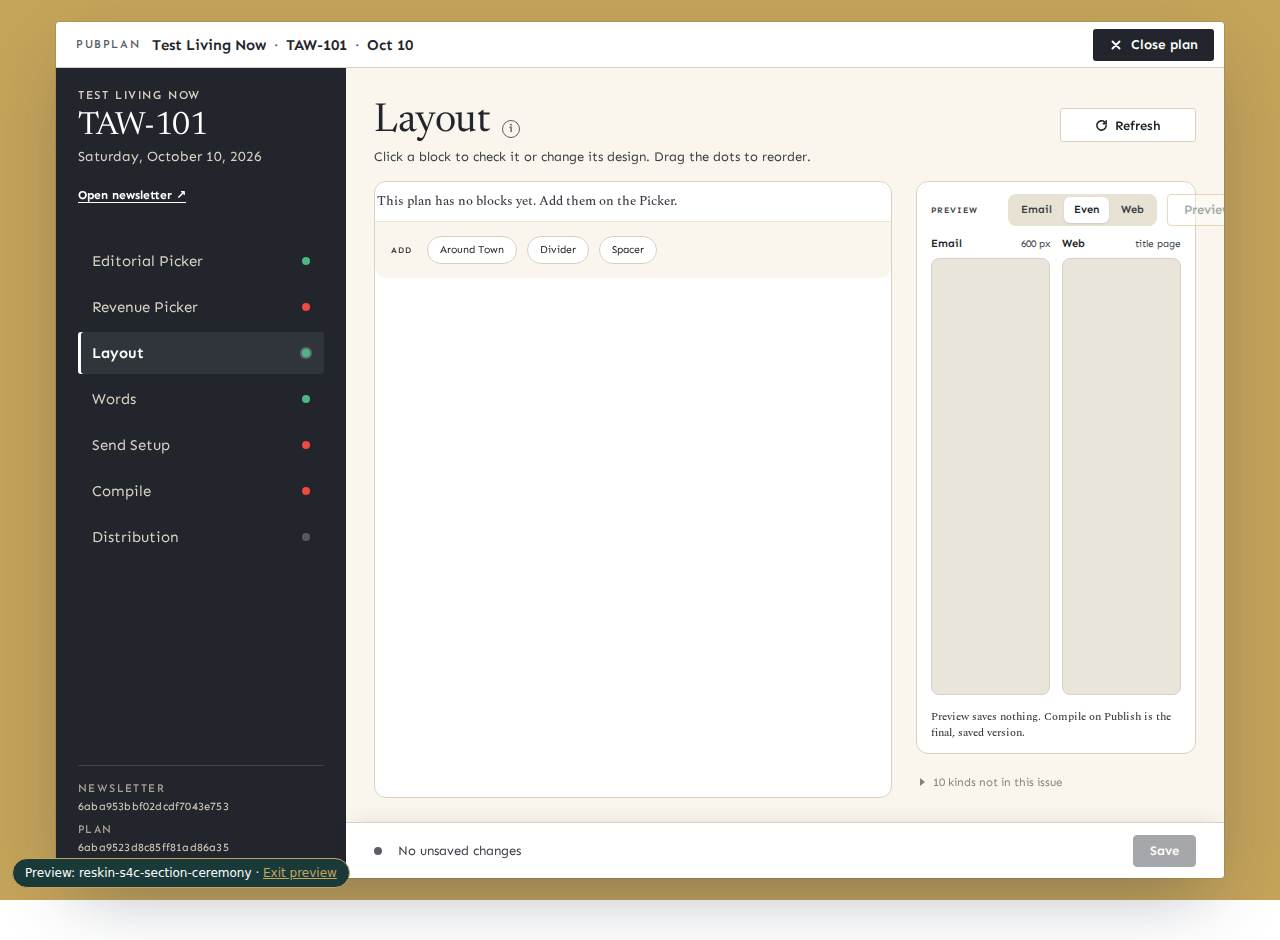 PUBPLAN Test Living Now · TAW-101 · Oct 10
Close plan
TEST LIVING NOW
TAW-101
Saturday, October 10, 2026
Open newsletter ↗
Editorial Picker
Revenue Picker
Layout
Words
Send Setup
Compile
Distribution
NEWSLETTER
6aba953bbf02dcdf7043e753
PLAN
6aba9523d8c85ff81ad86a35
Preview: reskin-s4c-section-ceremony · Exit preview
Layout
Refresh
Click a block to check it or change its design. Drag the dots to reorder.
This plan has no blocks yet. Add them on the Picker.
ADD Around Town Divider Spacer
PREVIEW Email Even Web
Email 600 px Web title page
Preview saves nothing. Compile on Publish is the
final, saved version.
10 kinds not in this issue
No unsaved changes
Save